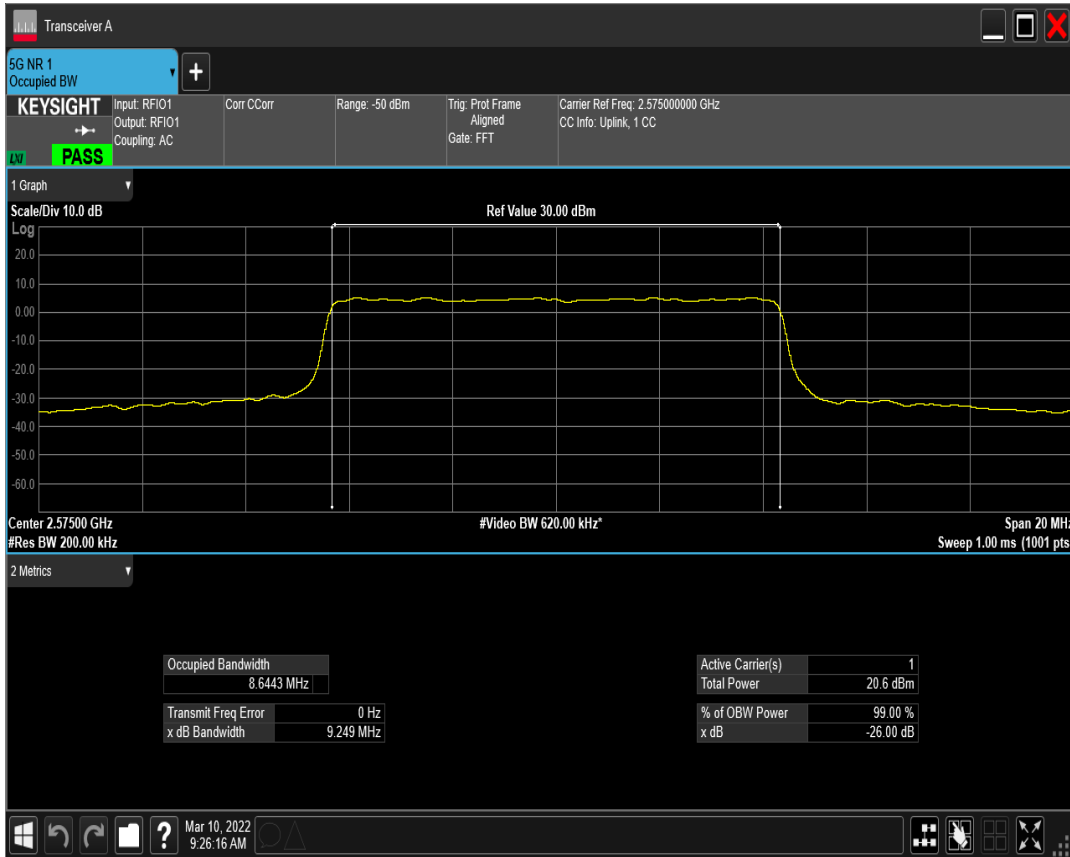 Transceiver A
5G NR 1
Occupied BW
+
KEYSIGHT
LXI
PASS
Input: RFIO1
Output: RFIO1
Coupling: AC
Corr CCorr
Range: -50 dBm
Trig: Prot Frame
Aligned
Gate: FFT
Carrier Ref Freq: 2.575000000 GHz
CC Info: Uplink, 1 CC
1 Graph
Scale/Div 10.0 dB
Ref Value 30.00 dBm
Log
20.0
10.0
0.00
-10.0
-20.0
-30.0
-40.0
-50.0
-60.0
Center 2.57500 GHz
#Video BW 620.00 kHz*
Span 20 MHz
#Res BW 200.00 kHz
Sweep 1.00 ms (1001 pts
2 Metrics
Occupied Bandwidth
8.6443 MHz
Transmit Freq Error 0 Hz
x dB Bandwidth 9.249 MHz
Active Carrier(s) 1
Total Power 20.6 dBm
% of OBW Power 99.00 %
x dB -26.00 dB
?
Mar 10, 2022
9:26:16 AM